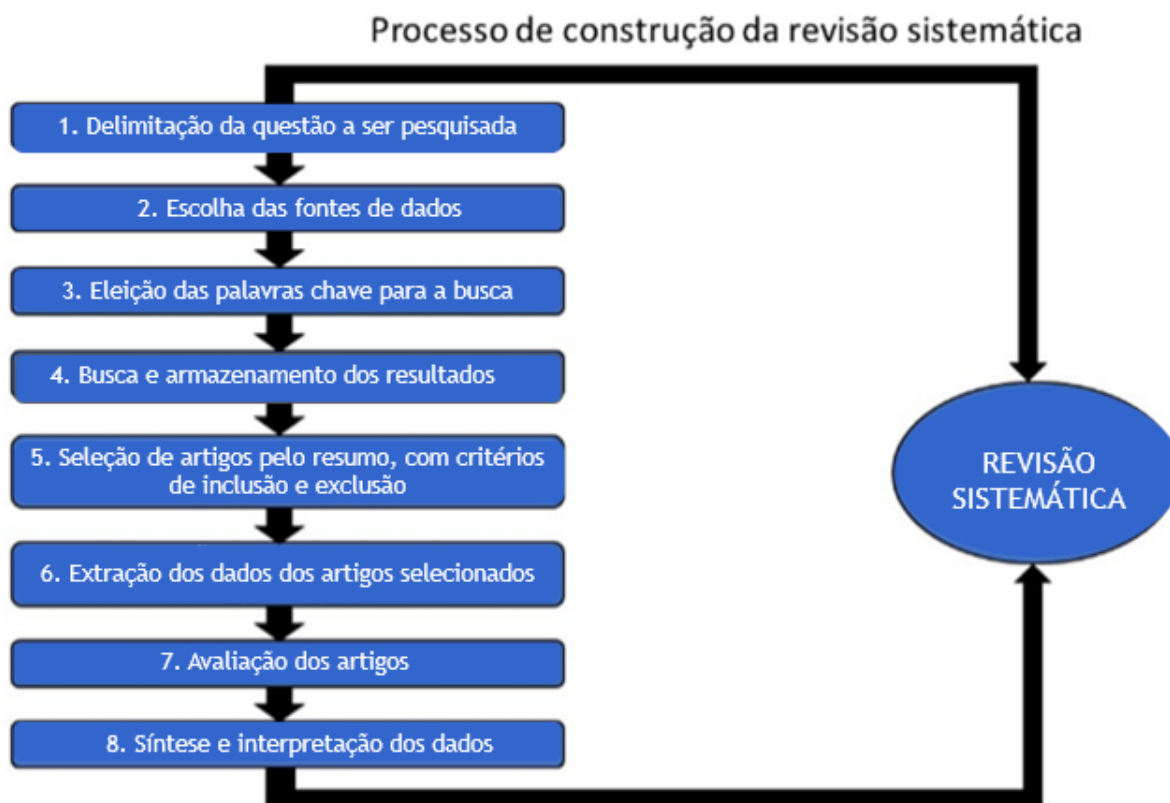 Processo de construção da revisão sistemática
1. Delimitação da questão a ser pesquisada
2. Escolha das fontes de dados
3. Eleição das palavras chave para a busca
4. Busca e armazenamento dos resultados
5. Seleção de artigos pelo resumo, com critérios
de inclusão e exclusão
6. Extração dos dados dos artigos selecionados
7. Avaliação dos artigos
8. Síntese e interpretação dos dados
REVISÃO
SISTEMÁTICA